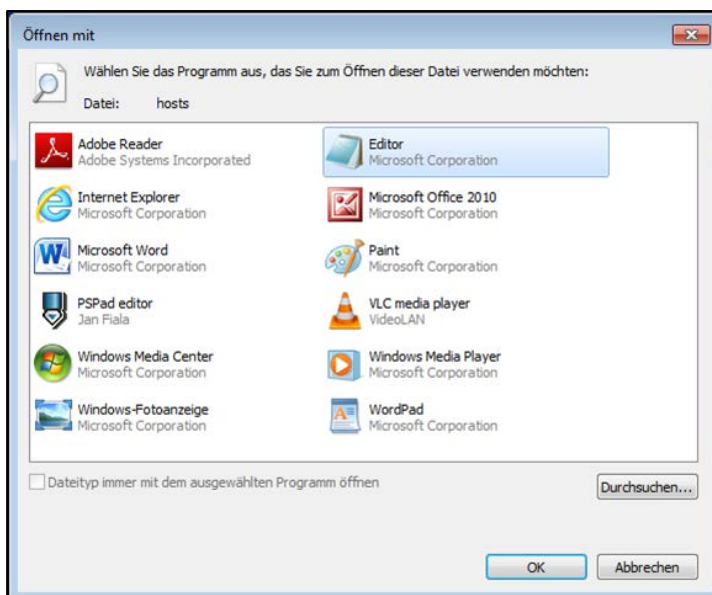 Öffnen mit
Wählen Sie das Programm aus, das Sie zum Öffnen dieser Datei verwenden möchten:
Datei: hosts
Adobe Reader
Adobe Systems Incorporated
Editor
Microsoft Corporation
Internet Explorer
Microsoft Corporation
Microsoft Office 2010
Microsoft Corporation
Microsoft Word
Microsoft Corporation
Paint
Microsoft Corporation
PSPad editor
Jan Fiala
VLC media player
VideoLAN
Windows Media Center
Microsoft Corporation
Windows Media Player
Microsoft Corporation
Windows-Fotoanzeige
Microsoft Corporation
WordPad
Microsoft Corporation
Dateityp immer mit dem ausgewählten Programm öffnen
Durchsuchen...
OK
Abbrechen